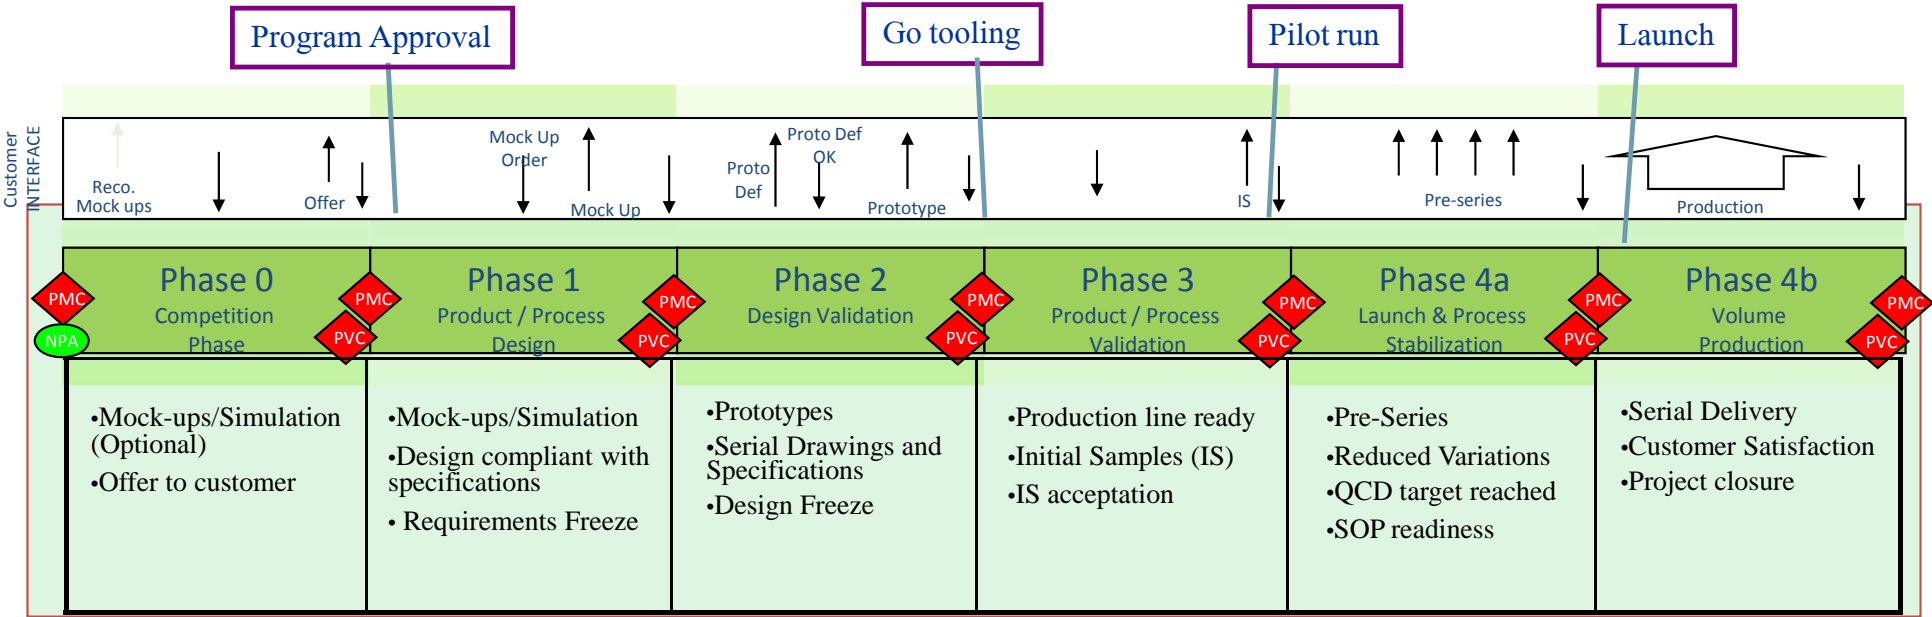 Program Approval
Go tooling
Pilot run
Launch
Customer
INTERFACE
Reco.
Mock ups
Offer
Mock Up
Order
Mock Up
Proto
Def
Proto Def
OK
Prototype
IS
Pre-series
Production
Phase 0
Competition
Phase
Phase 1
Product / Process
Design
Phase 2
Design Validation
Phase 3
Product / Process
Validation
Phase 4a
Launch & Process
Stabilization
Phase 4b
Volume
Production
PMC
NPA
PMC
PVC
PMC
PVC
PMC
PVC
PMC
PVC
PMC
PVC
PMC
PVC
•Mock-ups/Simulation
(Optional)
•Offer to customer
•Mock-ups/Simulation
•Design compliant with
specifications
• Requirements Freeze
•Prototypes
•Serial Drawings and
Specifications
•Design Freeze
•Production line ready
•Initial Samples (IS)
•IS acceptation
•Pre-Series
•Reduced Variations
•QCD target reached
•SOP readiness
•Serial Delivery
•Customer Satisfaction
•Project closure